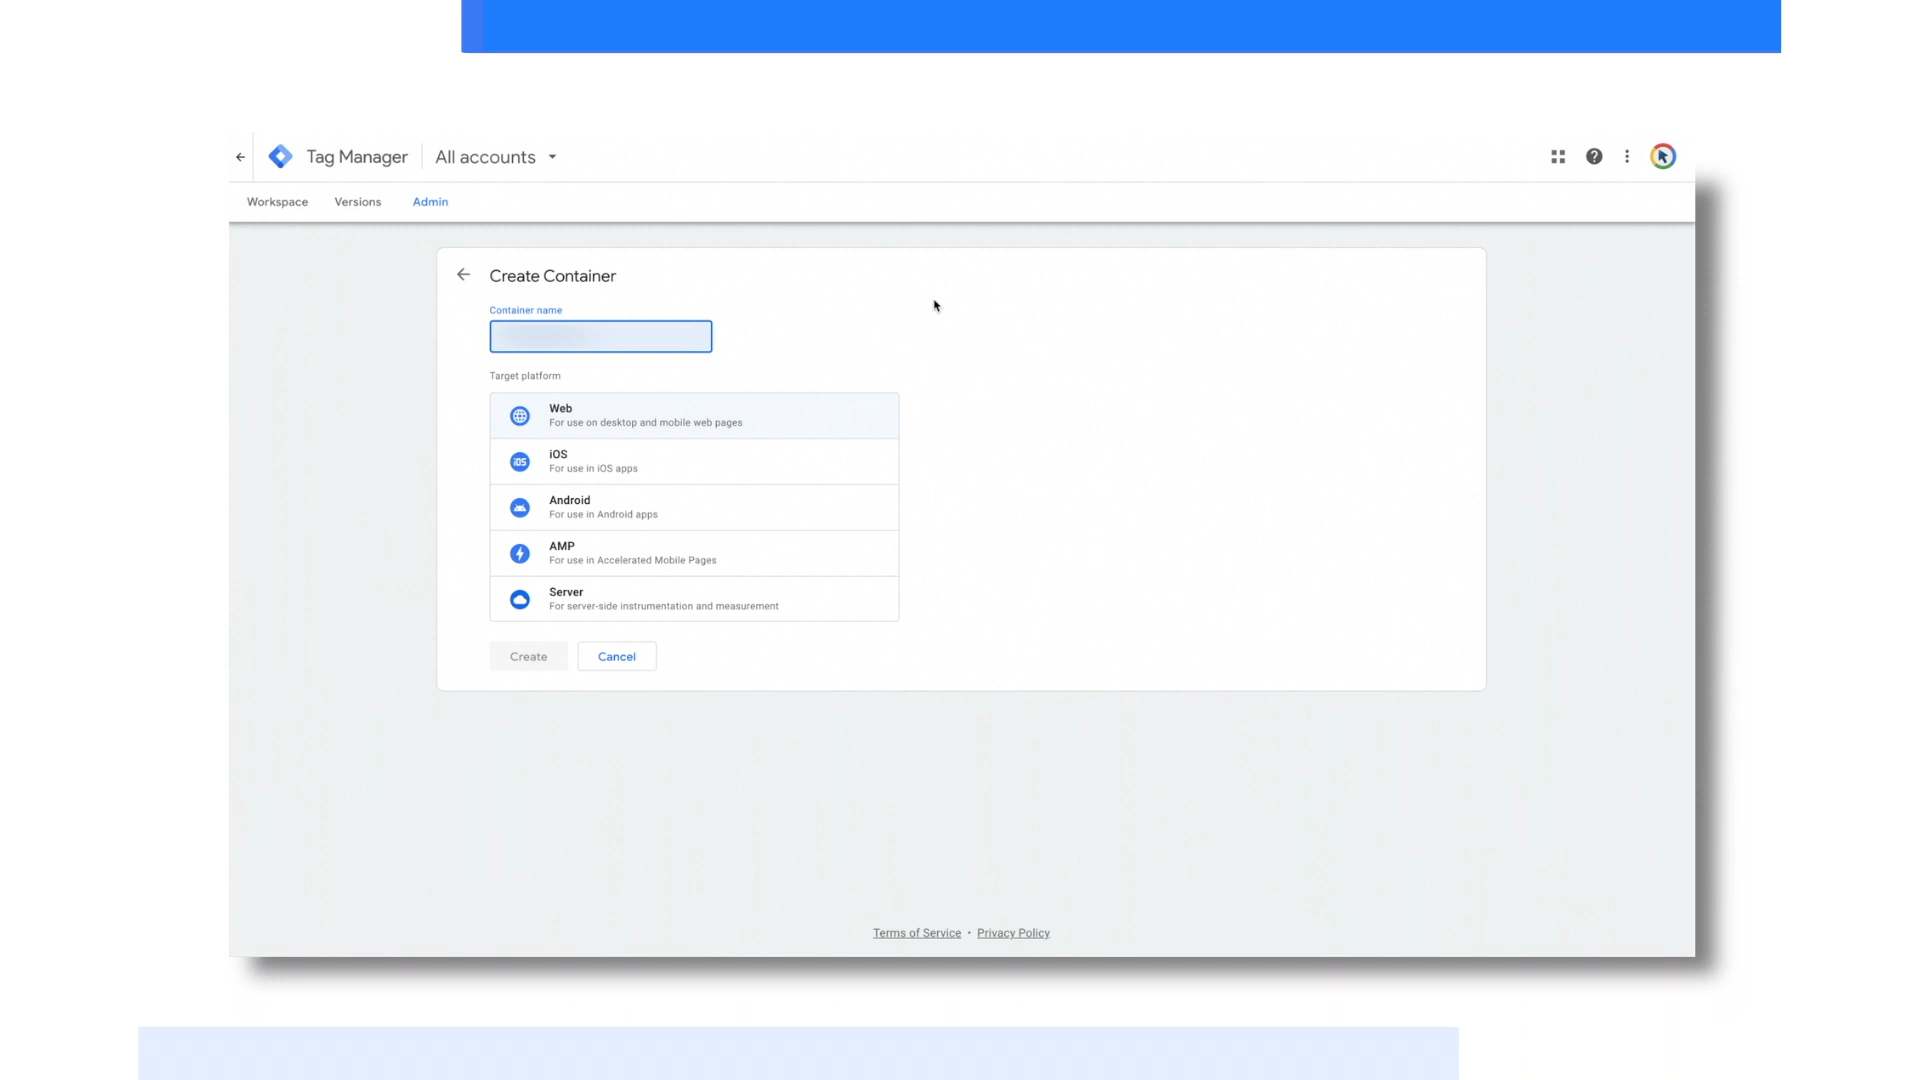 Tag Manager
All accounts
Workspace
Versions
Admin
Create Container
Container name
Target platform
Web
For use on desktop and mobile web pages
iOS
iOS
For use in iOS apps
Android
For use in Android apps
AMP
For use in Accelerated Mobile Pages
Server
For server-side instrumentation and measurement
Create
Cancel
Terms of Service • Privacy Policy